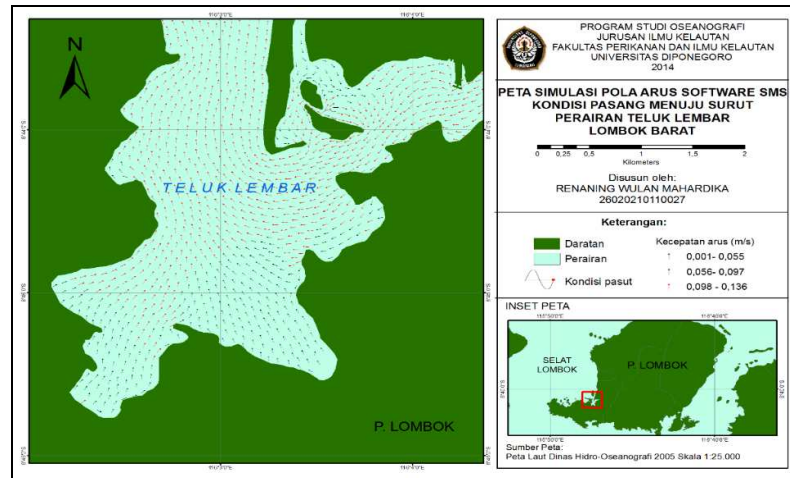 N
TELUK LEMBAR
P. LOMBOK
PROGRAM STUDI OSEANOGRAFI
JURUSAN ILMU KELAUTAN
FAKULTAS PERIKANAN DAN ILMU KELAUTAN
UNIVERSITAS DIPONEGORO
2014
PETA SIMULASI POLA ARUS SOFTWARE SMS
KONDISI PASANG MENUJU SURUT
PERAIRAN TELUK LEMBAR
LOMBOK BARAT
0 0,25 0,5 1 1,5 2
Kilometers
Disusun oleh:
RENANING WULAN MAHARDIKA
26020210110027
Keterangan:
Daratan
Perairan
Kondisi pasut
Kecepatan arus (m/s)
0,001- 0,055
0,056- 0,097
0,098 - 0,136
INSET PETA
SELAT
LOMBOK
P. LOMBOK
Sumber Peta:
Peta Laut Dinas Hidro-Oseanografi 2005 Skala 1:25.000